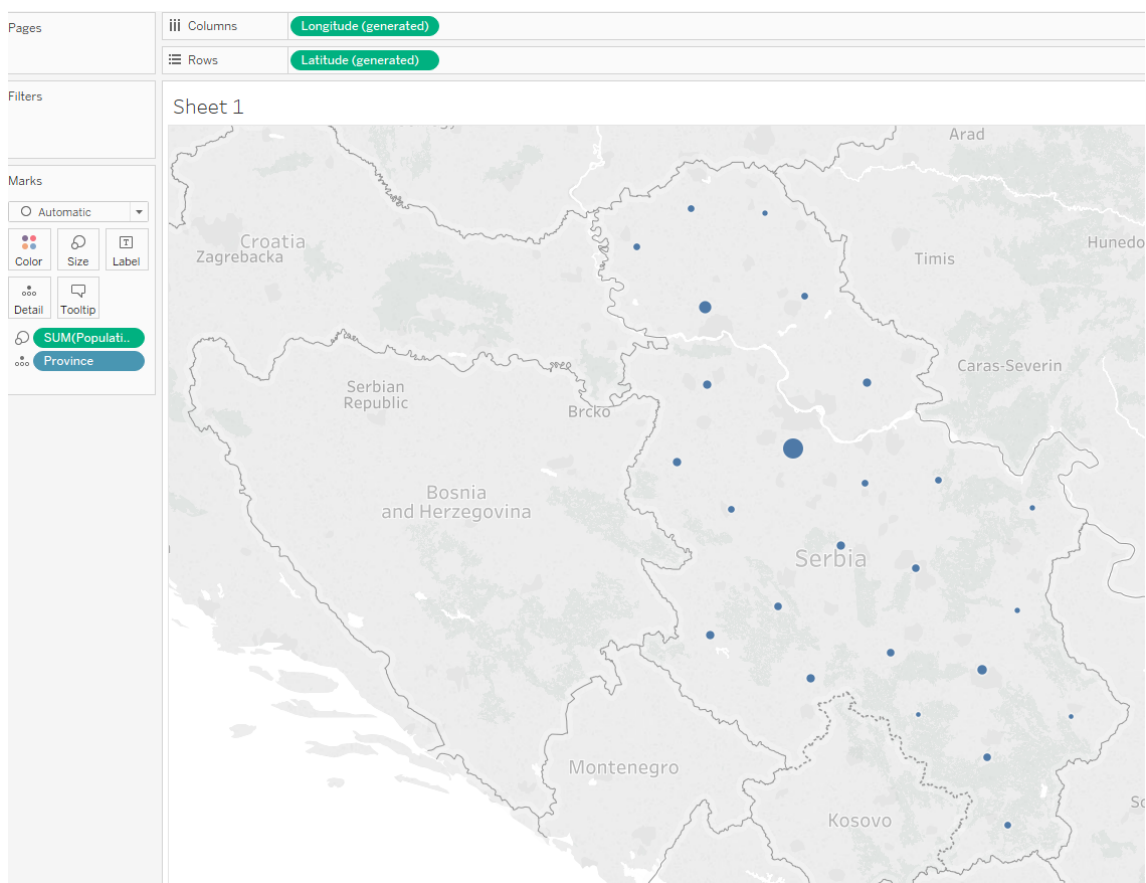 Pages
Columns
Longitude (generated)
Rows
Latitude (generated)
Filters
Sheet 1
Marks
Automatic
Color
Size
Label
Detail
Tooltip
SUM(Populati..
Province
Arad
Croatia
Zagrebacka
Timis
Hunedo
Serbian
Republic
Brcko
Caras-Severin
Bosnia
and Herzegovina
Serbia
Montenegro
Kosovo